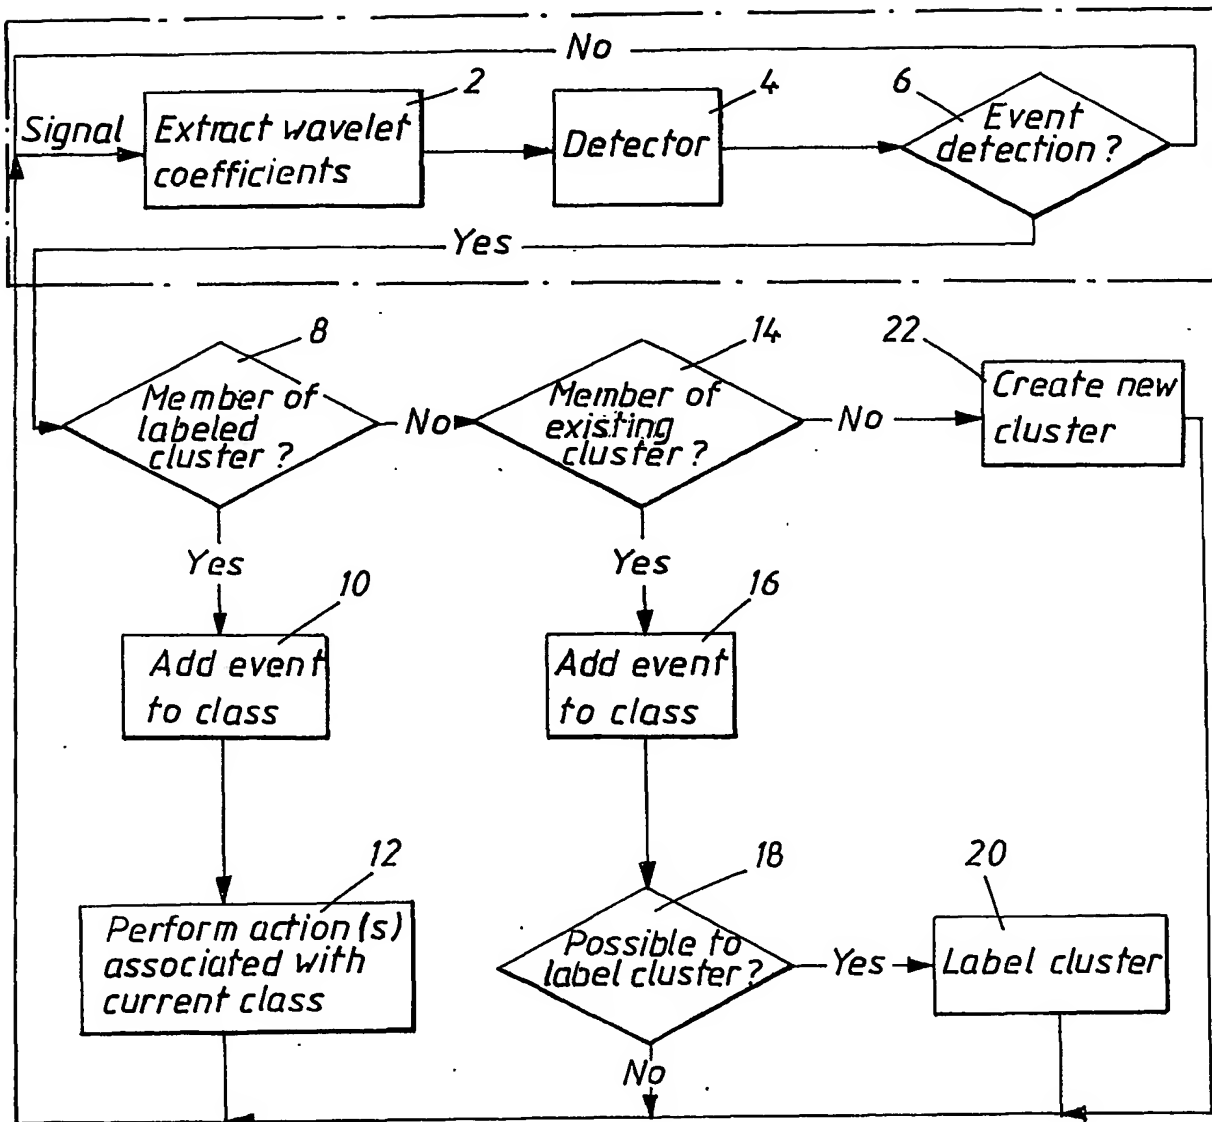 No
Signal
Extract wavelet
coefficients
2
Detector
4
Event
detection?
6
Yes
Member of
labeled
cluster?
8
No
Member of
existing
cluster?
14
No
Create new
cluster
22
Yes
Yes
Add event
to class
10
Add event
to class
16
Perform action(s)
associated with
current class
12
Possible to
label cluster?
18
Yes
Label cluster
20
No